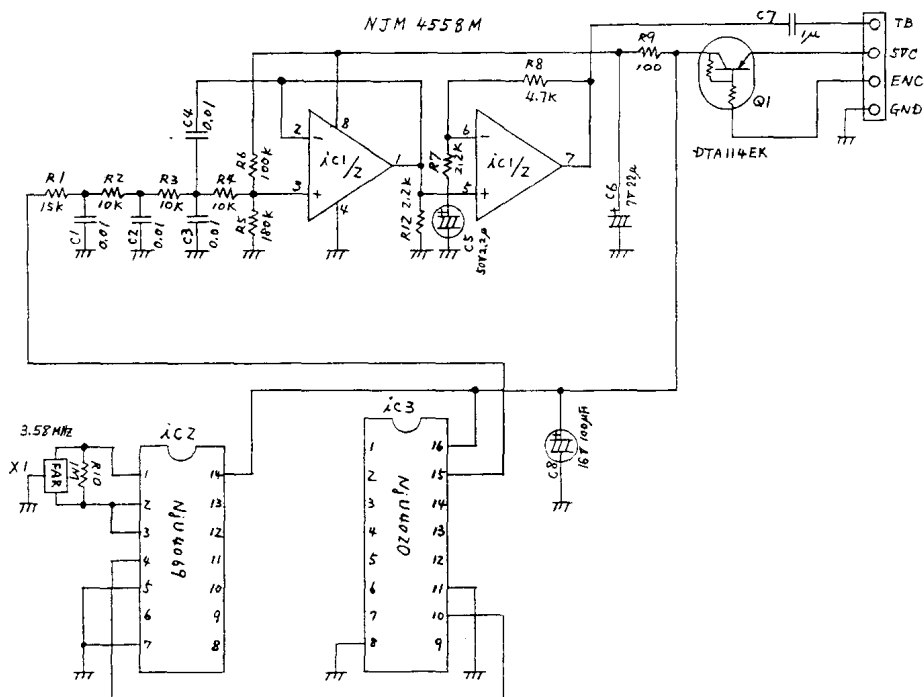 NJM 4558M
C7
1μ
TB
5VC
ENC
GND
R9
100
Q1
DTA114EK
R8
4.7K
C4
0.01
R6
100K
2
-
8
iC1/2
1
3
+
4
R7
2.2K
6
-
iC1/2
7
5
+
C6
7V 22μ
R1
15K
R2
10K
R3
10K
R4
10K
R5
180K
C1
0.01
C2
0.01
C3
0.01
R12 2.2K
C5
50V2.2μ
3.58MHz
X1
FAR
R10
1M
iC2
NJU4069
1
2
3
4
5
6
7
14
13
12
11
10
9
8
iC3
NJU4020
1
2
3
4
5
6
7
8
16
15
14
13
12
11
10
9
C8
16V 100μF